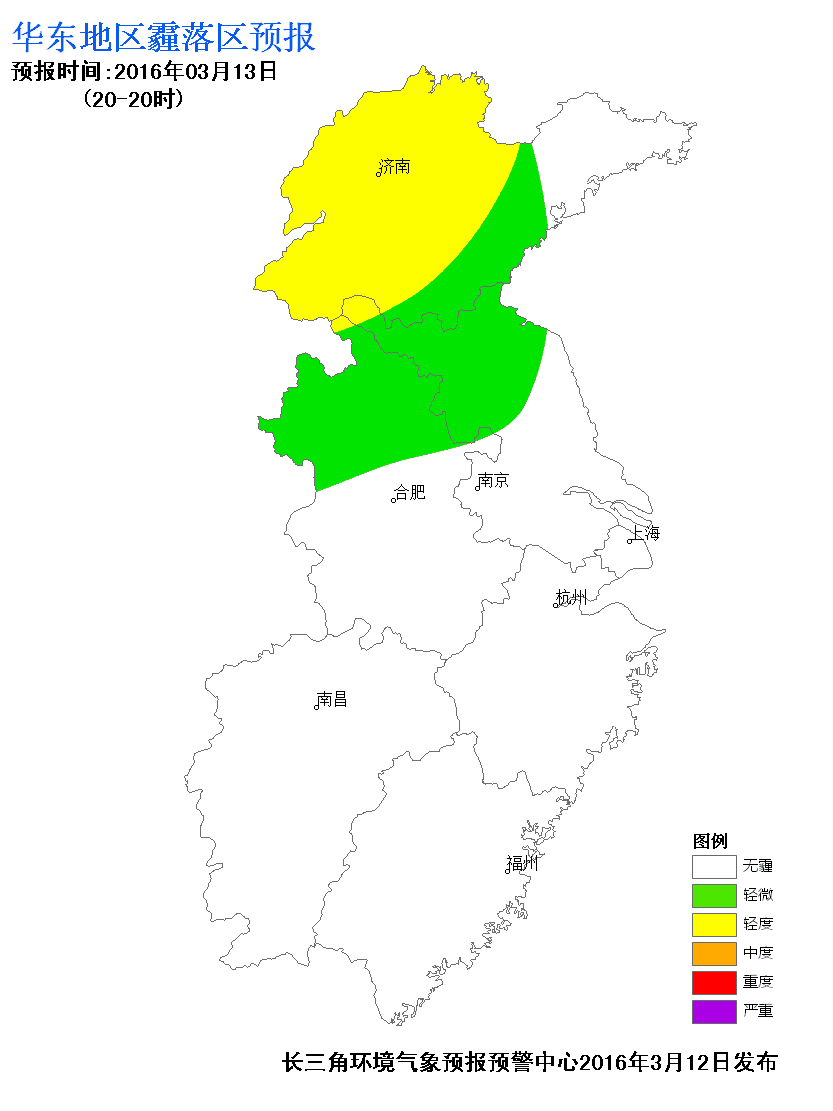 华东地区霾落区预报
预报时间:2016年03月13日
(20-20时)
济南
合肥
南京
上海
杭州
南昌
福州
图例
无霾
轻微
轻度
中度
重度
严重
长三角环境气象预报预警中心2016年3月12日发布